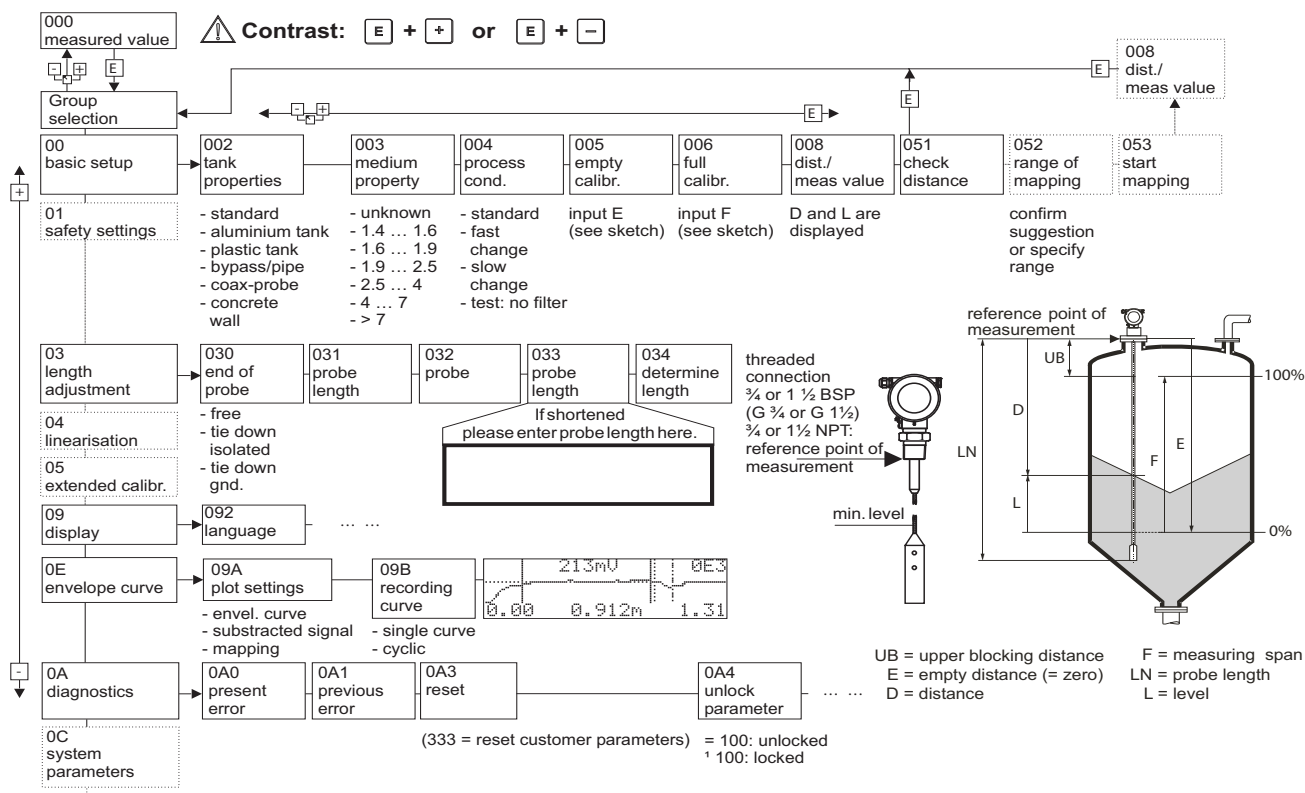 000
measured value
Contrast: E + + or E + -
- +
E
008
dist./
meas value
E
Group
selection
- +
E
E
00
basic setup
002
tank
properties
003
medium
property
004
process
cond.
005
empty
calibr.
006
full
calibr.
008
dist./
meas value
051
check
distance
052
range of
mapping
053
start
mapping
+
01
safety settings
- standard
- aluminium tank
- plastic tank
- bypass/pipe
- coax-probe
- concrete
wall
- unknown
- 1.4 ... 1.6
- 1.6 ... 1.9
- 1.9 ... 2.5
- 2.5 ... 4
- 4 ... 7
- > 7
- standard
- fast
change
- slow
change
- test: no filter
input E
(see sketch)
input F
(see sketch)
D and L are
displayed
confirm
suggestion
or specify
range
03
length
adjustment
030
end of
probe
031
probe
length
032
probe
033
probe
length
034
determine
length
- free
- tie down
isolated
- tie down
gnd.
If shortened
please enter probe length here.
threaded
connection
¾ or 1 ½ BSP
(G ¾ or G 1½)
¾ or 1½ NPT:
reference point of
measurement
min. level
reference point of
measurement
UB
100%
D
LN
F
E
L
0%
04
linearisation
05
extended calibr.
09
display
092
language
... ...
0E
envelope curve
09A
plot settings
09B
recording
curve
213mV 0E3
0.00 0.912m 1.31
- envel. curve
- substracted signal
- mapping
- single curve
- cyclic
UB = upper blocking distance
E = empty distance (= zero)
D = distance
F = measuring span
LN = probe length
L = level
-
0A
diagnostics
0A0
present
error
0A1
previous
error
0A3
reset
0A4
unlock
parameter
... ...
(333 = reset customer parameters)
= 100: unlocked
¹ 100: locked
0C
system
parameters